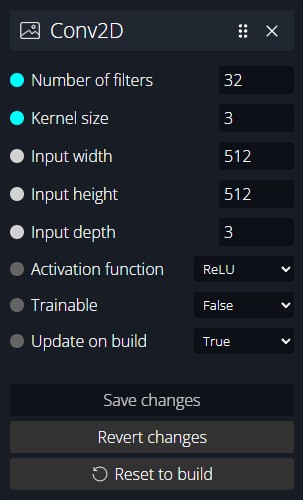 Conv2D
Number of filters 32
Kernel size 3
Input width 512
Input height 512
Input depth 3
Activation function ReLU
Trainable False
Update on build True
Save changes
Revert changes
Reset to build